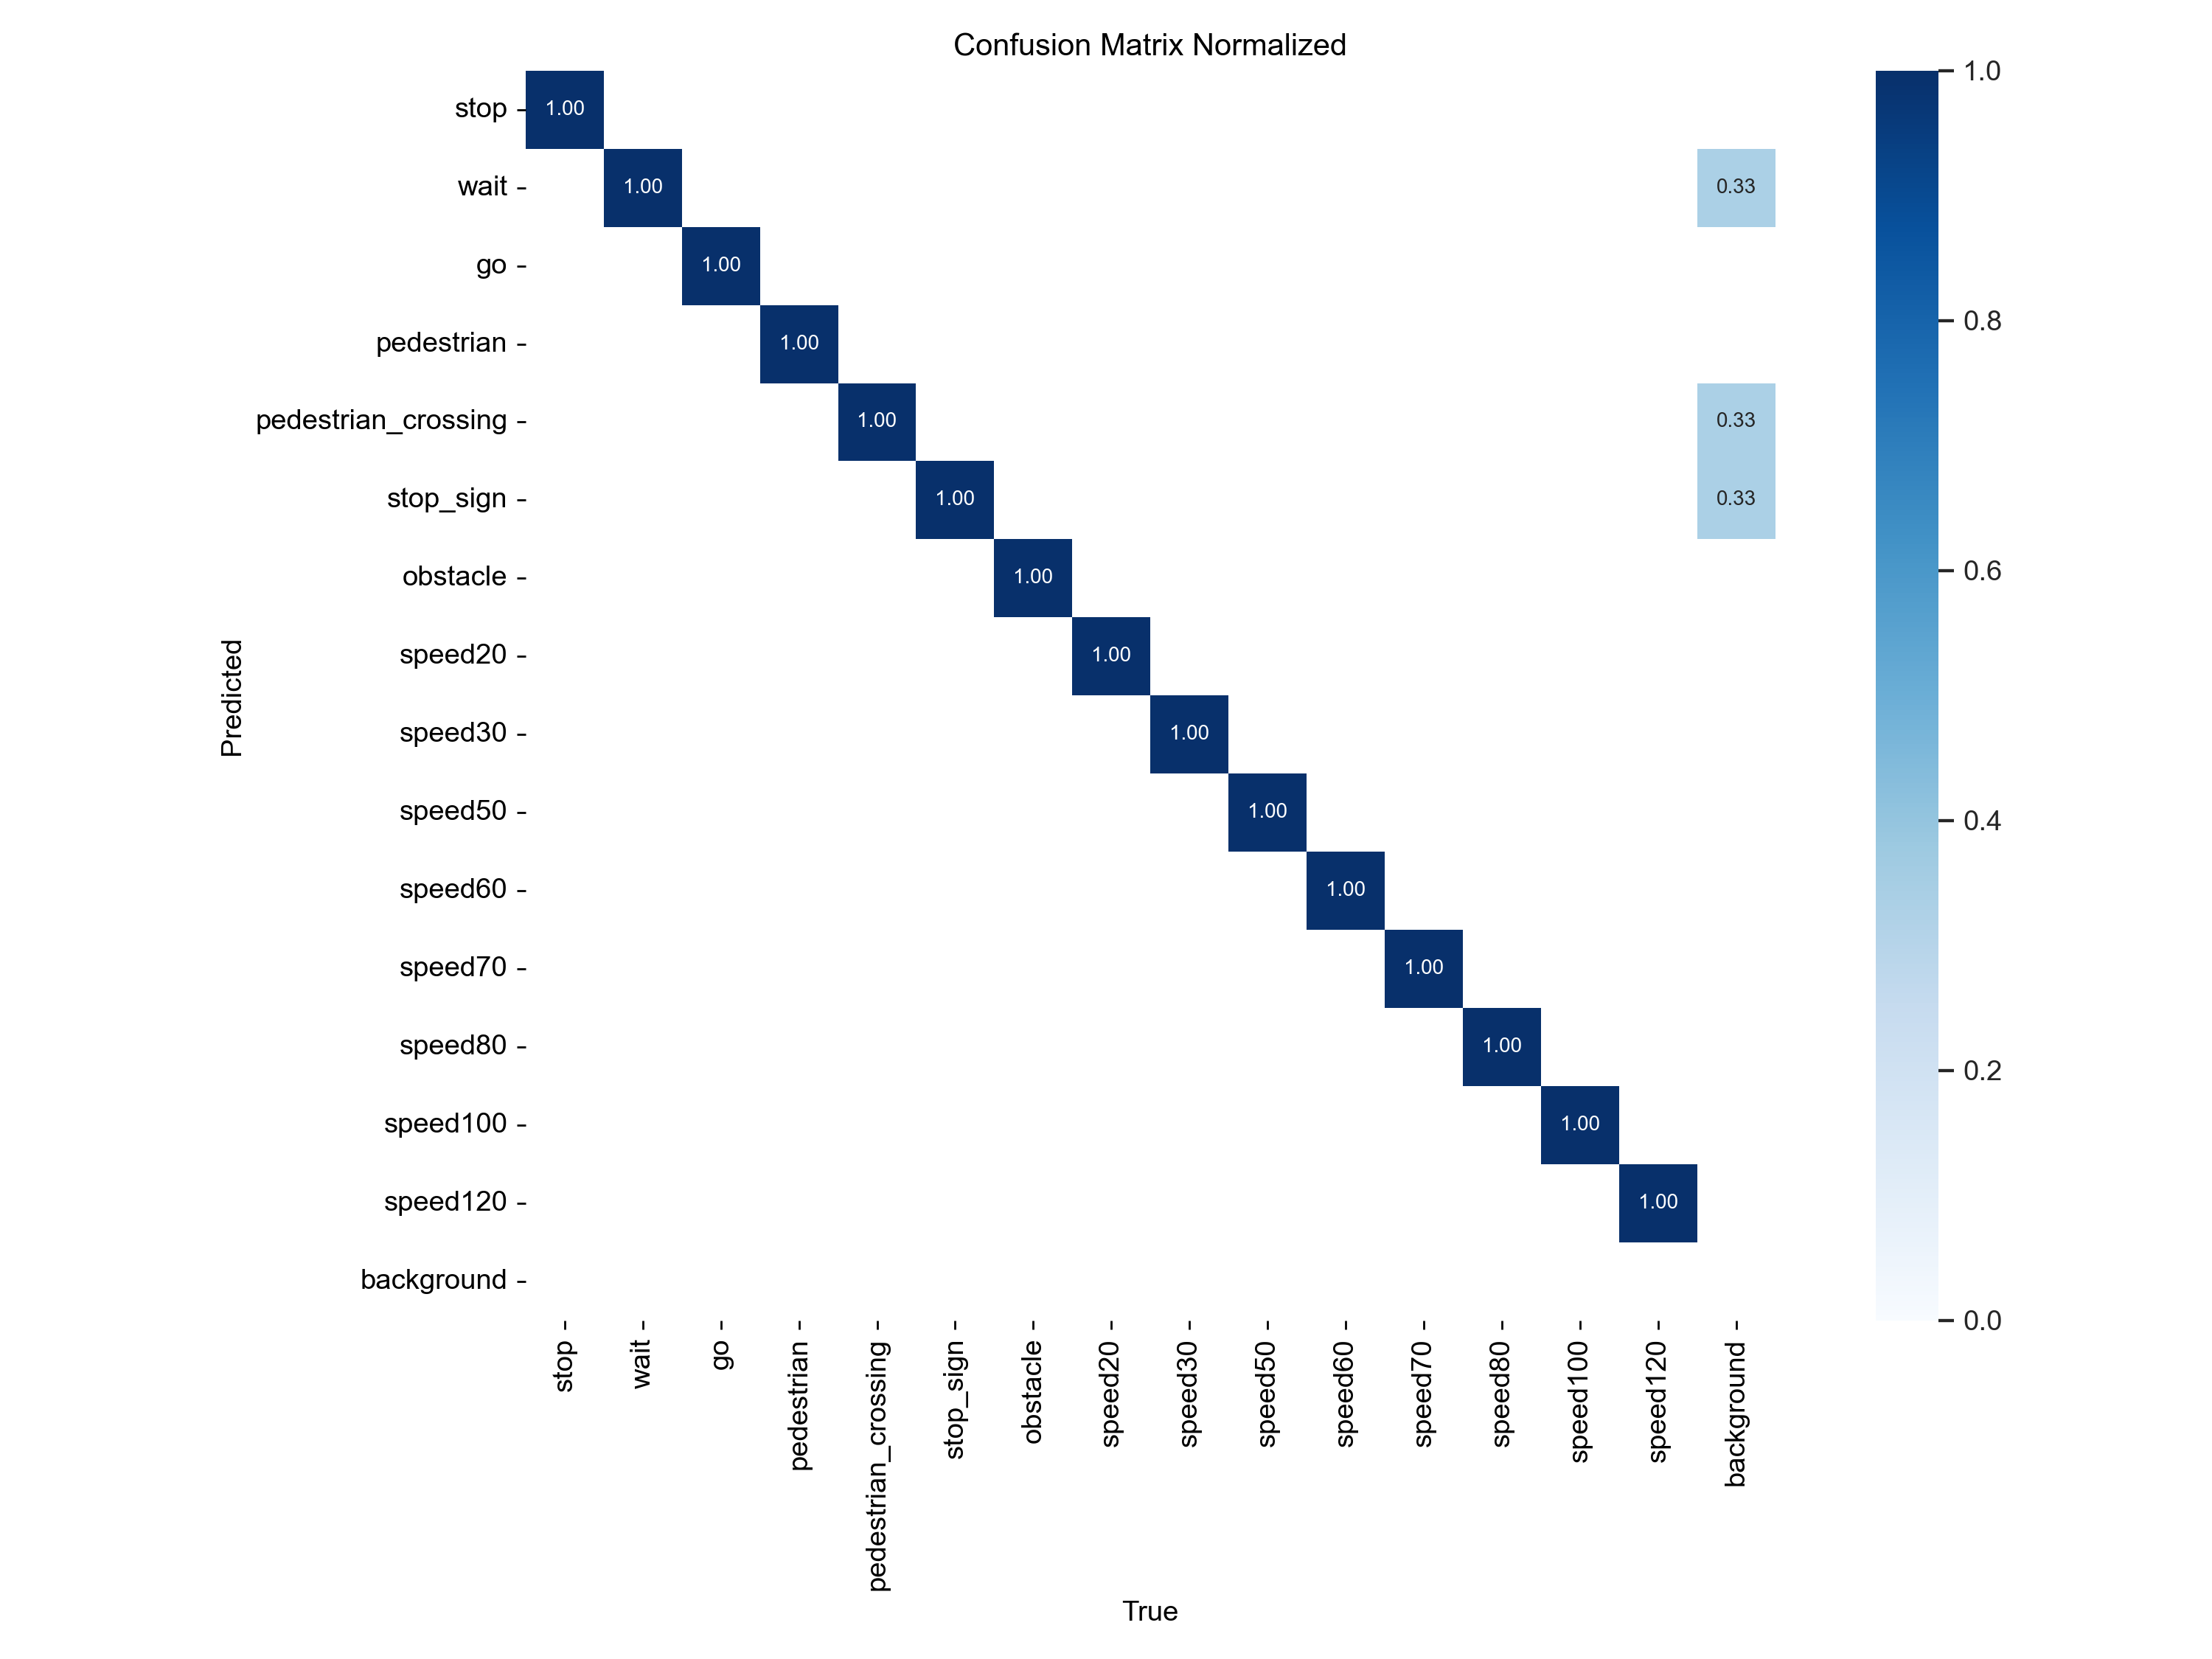 Confusion Matrix Normalized
stop 1.00
wait 1.00 0.33
go 1.00
pedestrian 1.00
pedestrian_crossing 1.00 0.33
stop_sign 1.00 0.33
obstacle 1.00
speed20 1.00
speed30 1.00
speed50 1.00
speed60 1.00
speed70 1.00
speed80 1.00
speed100 1.00
speed120 1.00
background
Predicted
stop
wait
go
pedestrian
pedestrian_crossing
stop_sign
obstacle
speed20
speed30
speed50
speed60
speed70
speed80
speed100
speed120
background
True
1.0
0.8
0.6
0.4
0.2
0.0